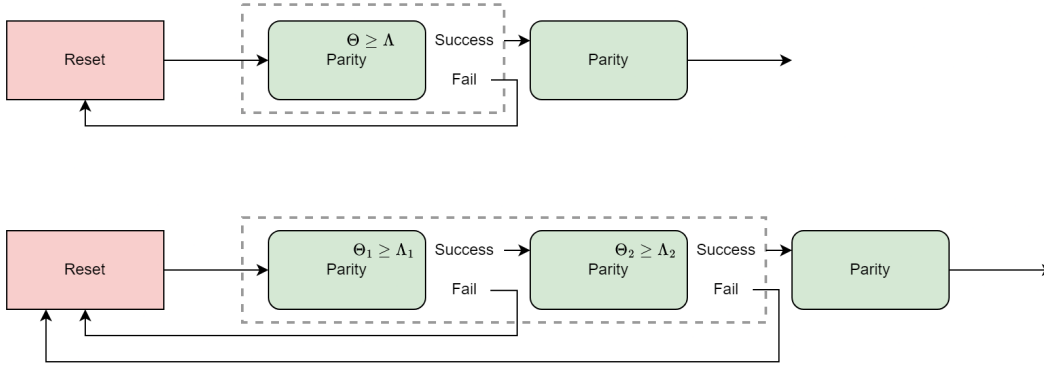 Reset
Θ ≥ Λ
Parity
Success
Fail
Parity
Reset
Θ₁ ≥ Λ₁
Parity
Success
Fail
Θ₂ ≥ Λ₂
Parity
Success
Fail
Parity